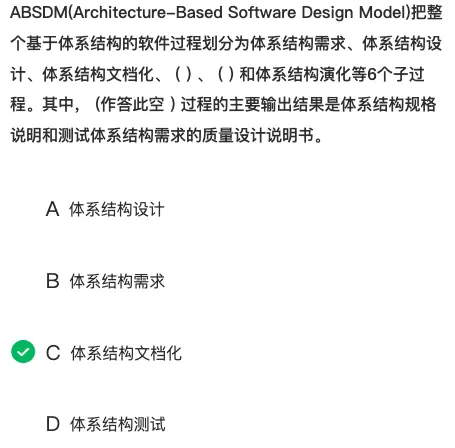 ABSDM(Architecture-Based Software Design Model)把整
个基于体系结构的软件过程划分为体系结构需求、体系结构设
计、体系结构文档化、( )、( )和体系结构演化等6个子过
程。其中，(作答此空 )过程的主要输出结果是体系结构规格
说明和测试体系结构需求的质量设计说明书。
A 体系结构设计
B 体系结构需求
C 体系结构文档化
D 体系结构测试